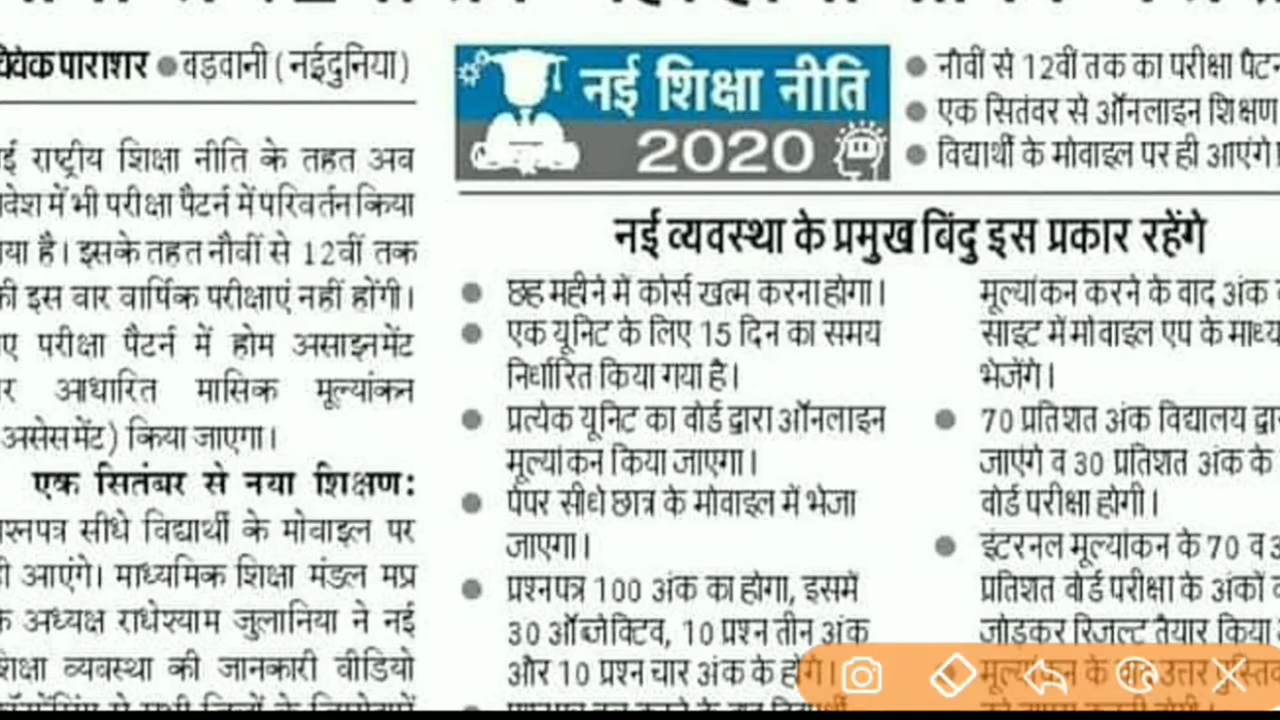 विवेक पाराशर ● बड़वानी (नईदुनिया)
राष्ट्रीय शिक्षा नीति के तहत अब
में भी परीक्षा पैटर्न में परिवर्तन किया
है। इसके तहत नौवीं से 12वीं तक
इस बार वार्षिक परीक्षाएं नहीं होंगी।
परीक्षा पैटर्न में होम असाइनमेंट
आधारित मासिक मूल्यांकन
असेसमेंट) किया जाएगा।
एक सितंबर से नया शिक्षण:
सीधे विद्यार्थी के मोबाइल पर
आएंगे। माध्यमिक शिक्षा मंडल मप्र
अध्यक्ष राधेश्याम जुलानिया ने नई
शिक्षा व्यवस्था की जानकारी वीडियो
नई शिक्षा नीति
2020
● नौवीं से 12वीं तक का परीक्षा पैटर्न
● एक सितंबर से ऑनलाइन शिक्षण
● विद्यार्थी के मोबाइल पर ही आएंगे
नई व्यवस्था के प्रमुख बिंदु इस प्रकार रहेंगे
● छह महीने में कोर्स खत्म करना होगा।
● एक यूनिट के लिए 15 दिन का समय
निर्धारित किया गया है।
● प्रत्येक यूनिट का बोर्ड द्वारा ऑनलाइन
मूल्यांकन किया जाएगा।
● पेपर सीधे छात्र के मोबाइल में भेजा
जाएगा।
● प्रश्नपत्र 100 अंक का होगा, इसमें
30 ऑब्जेक्टिव, 10 प्रश्न तीन अंक
और 10 प्रश्न चार अंक के होंगे।
मूल्यांकन करने के बाद अंक
साइट में मोबाइल एप के
भेजेंगे।
● 70 प्रतिशत अंक विद्यालय
जाएंगे व 30 प्रतिशत अंक के
बोर्ड परीक्षा होगी।
● इंटरनल मूल्यांकन के 70 व
प्रतिशत बोर्ड परीक्षा के अंकों
जोड़कर रिजल्ट तैयार किया
मूल्यांकन के बाद उत्तर